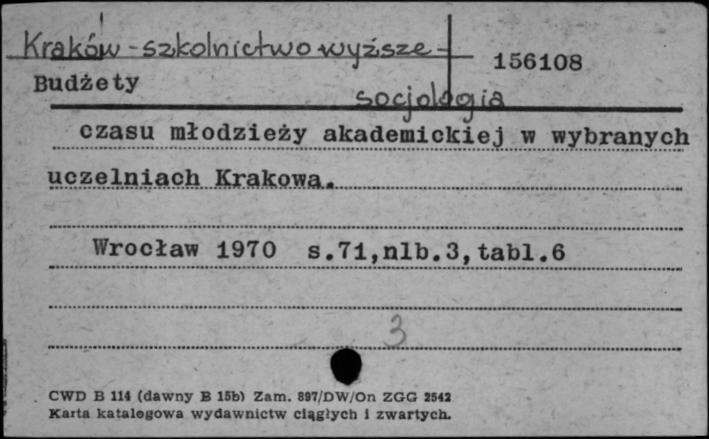 Kraków - szkolnictwo wyższe -
156108
Budżety
socjologia
czasu młodzieży akademickiej w wybranych
uczelniach Krakowa.
Wrocław 1970 s.71,nlb.3,tabl.6
3
CWD B 114 (dawny B 15b) Zam. 897/DW/On ZGG 2542
Karta katalogowa wydawnictw ciągłych i zwartych.